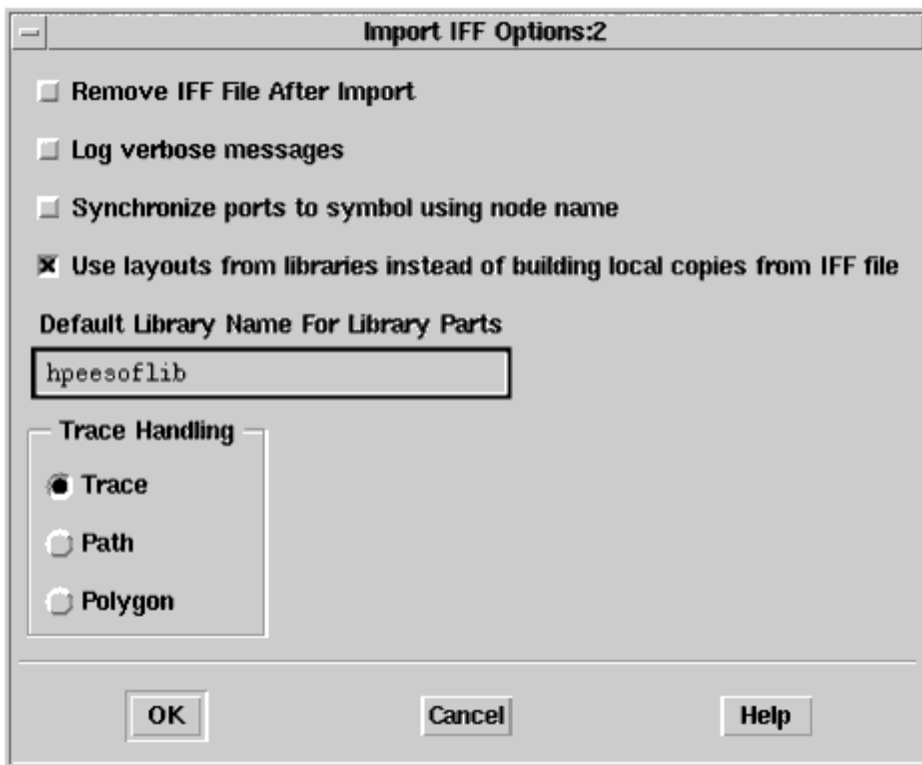 Import IFF Options:2
Remove IFF File After Import
Log verbose messages
Synchronize ports to symbol using node name
Use layouts from libraries instead of building local copies from IFF file
Default Library Name For Library Parts
hpeesoflib
Trace Handling
Trace
Path
Polygon
OK Cancel Help